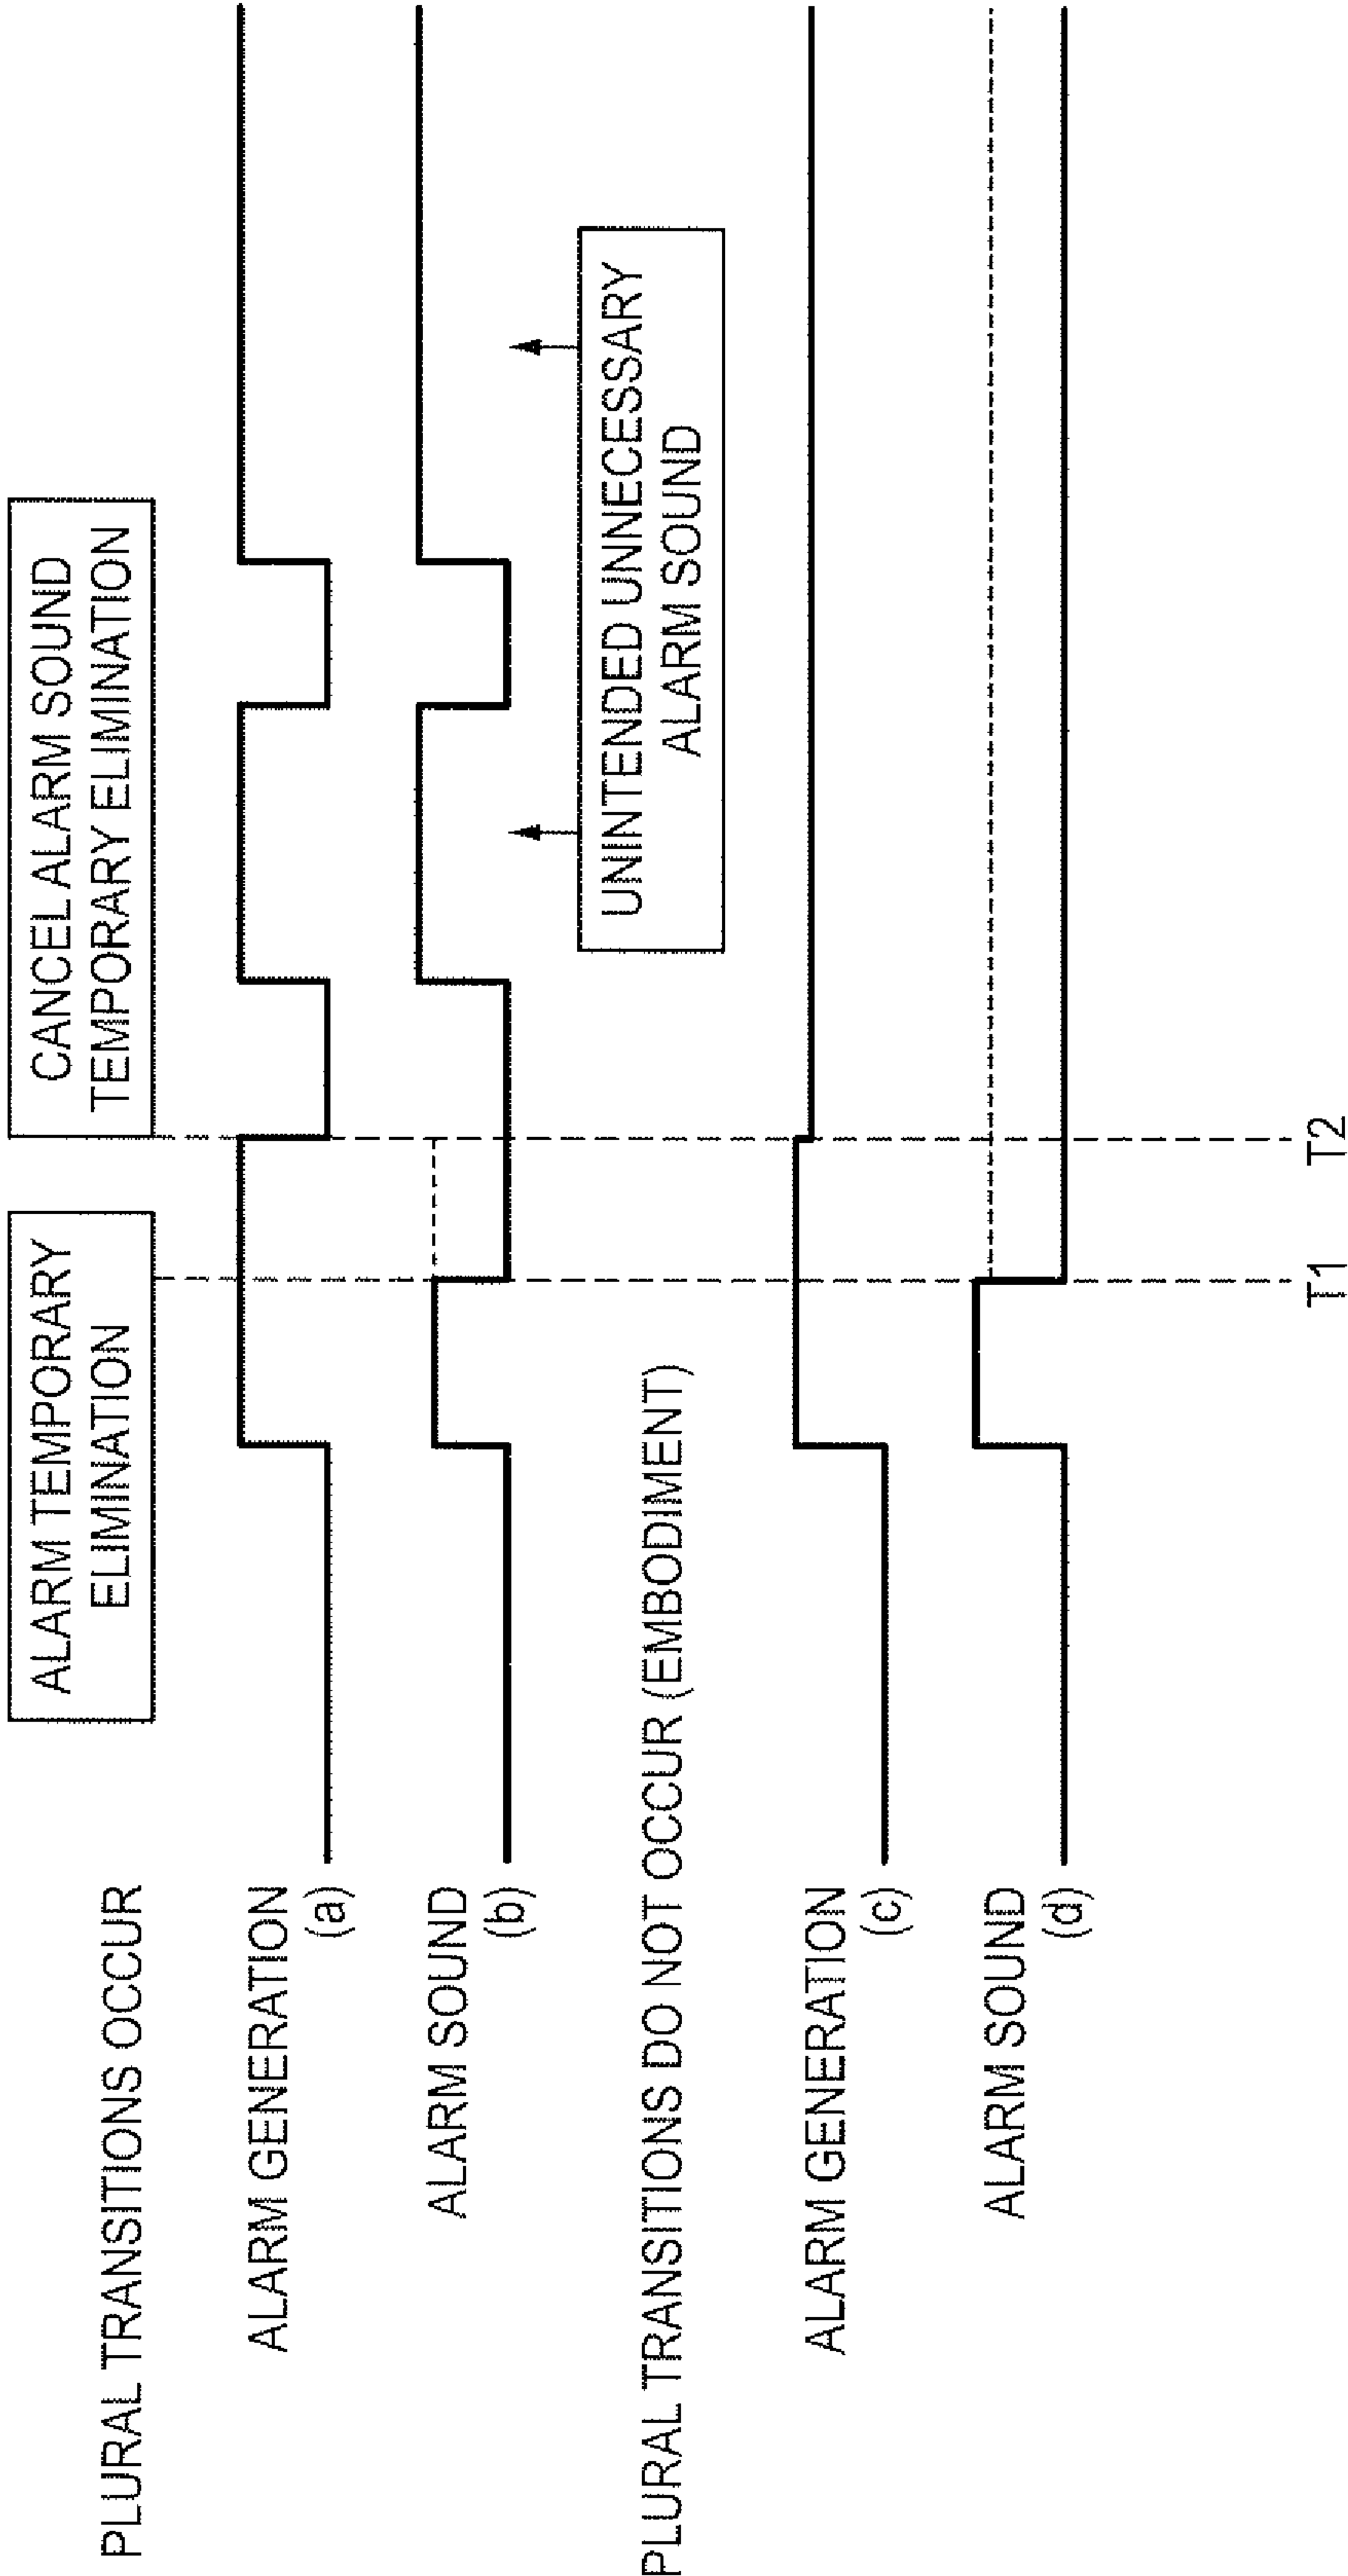 ALARM TEMPORARY
ELIMINATION
CANCEL ALARM SOUND
TEMPORARY ELIMINATION
PLURAL TRANSITIONS OCCUR
ALARM GENERATION
(a)
ALARM SOUND
(b)
UNINTENDED UNNECESSARY
ALARM SOUND
PLURAL TRANSITIONS DO NOT OCCUR (EMBODIMENT)
ALARM GENERATION
(c)
ALARM SOUND
(d)
T1
T2